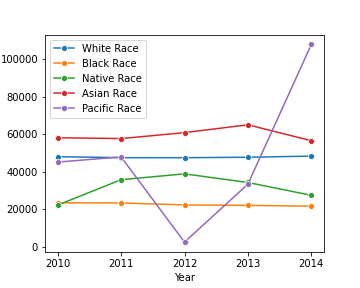 White Race
Black Race
Native Race
Asian Race
Pacific Race
100000
80000
60000
40000
20000
0
2010 2011 2012 2013 2014
Year